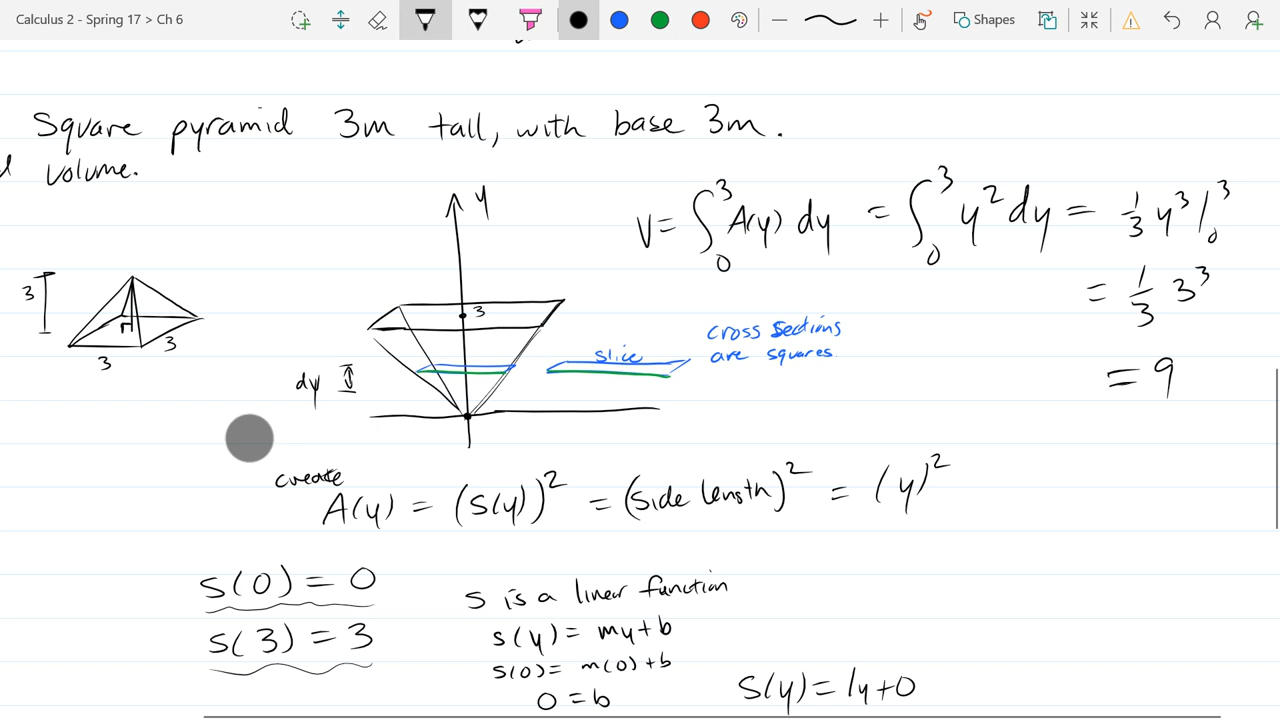 Calculus 2 - Spring 17 > Ch 6
Shapes
Square pyramid 3m tall, with base 3m.
volume.
3
3
3
y
3
dy
slice
cross sections
are squares
V = ∫₀³ A(y) dy = ∫₀³ y² dy = 1/3 y³ |₀³
= 1/3 3³
= 9
create
A(y) = (s(y))² = (side length)² = (y)²
s(0) = 0
s(3) = 3
s is a linear function
s(y) = my + b
s(0) = m(0) + b
0 = b
s(y) = 1y + 0